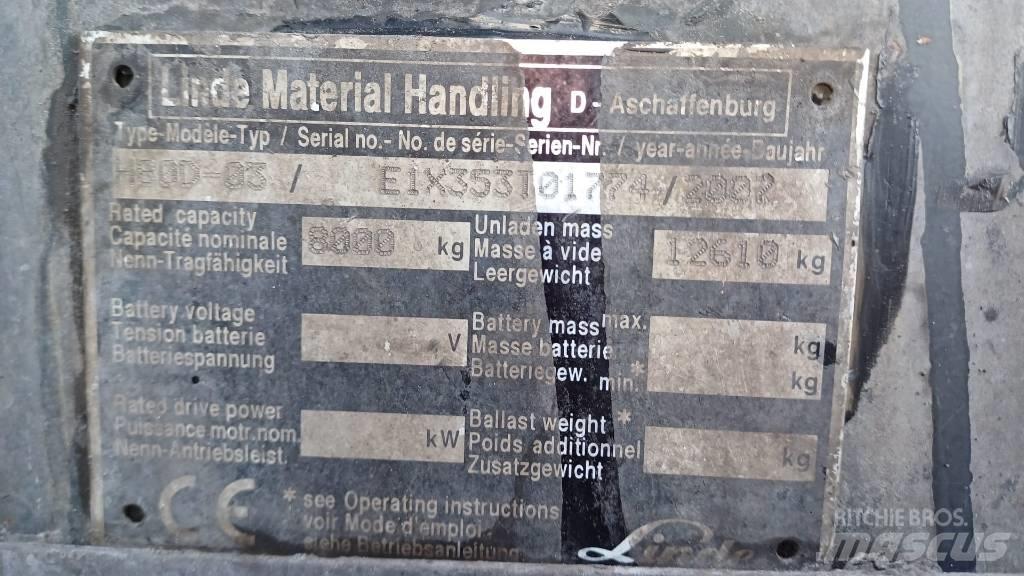 Linde Material Handling D - Aschaffenburg
Type-Modèle-Typ / Serial no.- No. de série-Serien-Nr. / year-année-Baujahr
H80D-03 / E1X353T01774/2002
Rated capacity
Capacité nominale
Nenn-Tragfähigkeit
8000 kg
Unladen mass
Masse à vide
Leergewicht
12610 kg
Battery voltage
Tension batterie
Batteriespannung
V
Battery mass max.
Masse batterie
Batteriegew. min.*
kg
kg
Rated drive power
Puissance motr.nom.
Nenn-Antriebsleist.
kW
Ballast weight *
Poids additionnel
Zusatzgewicht
kg
CE
* see Operating instructions
voir Mode d'emploi
siehe Betriebsanleitung
Linde
RITCHIE BROS.
mascus